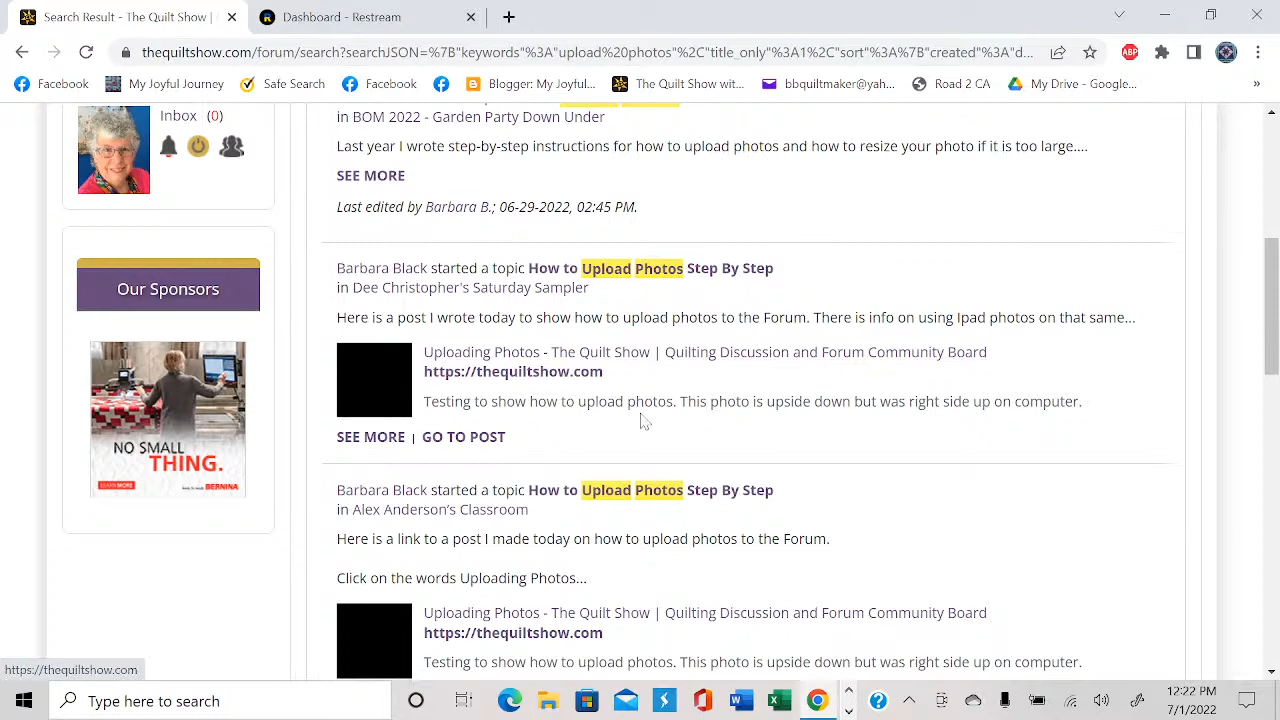 Search Result - The Quilt Show |
Dashboard - Restream
thequiltshow.com/forum/search?searchJSON=%7B"keywords"%3A"upload%20photos"%2C"title_only"%3A1%2C"sort"%3A%7B"created"%3A"d...
ABP
Facebook
My Joyful Journey
Safe Search
Facebook
Blogger: My Joyful...
The Quilt Show wit...
bbquiltmaker@yah...
Base Camp
My Drive - Google...
»
Inbox (0)
in BOM 2022 - Garden Party Down Under
Last year I wrote step-by-step instructions for how to upload photos and how to resize your photo if it is too large....
SEE MORE
Last edited by Barbara B.; 06-29-2022, 02:45 PM.
Our Sponsors
NO SMALL
THING.
LEARN MORE
BERNINA
Barbara Black started a topic How to Upload Photos Step By Step
in Dee Christopher's Saturday Sampler
Here is a post I wrote today to show how to upload photos to the Forum. There is info on using Ipad photos on that same...
Uploading Photos - The Quilt Show | Quilting Discussion and Forum Community Board
https://thequiltshow.com
Testing to show how to upload photos. This photo is upside down but was right side up on computer.
SEE MORE | GO TO POST
Barbara Black started a topic How to Upload Photos Step By Step
in Alex Anderson’s Classroom
Here is a link to a post I made today on how to upload photos to the Forum.
Click on the words Uploading Photos...
Uploading Photos - The Quilt Show | Quilting Discussion and Forum Community Board
https://thequiltshow.com
Testing to show how to upload photos. This photo is upside down but was right side up on computer.
https://thequiltshow.com
Type here to search
12:22 PM
7/1/2022